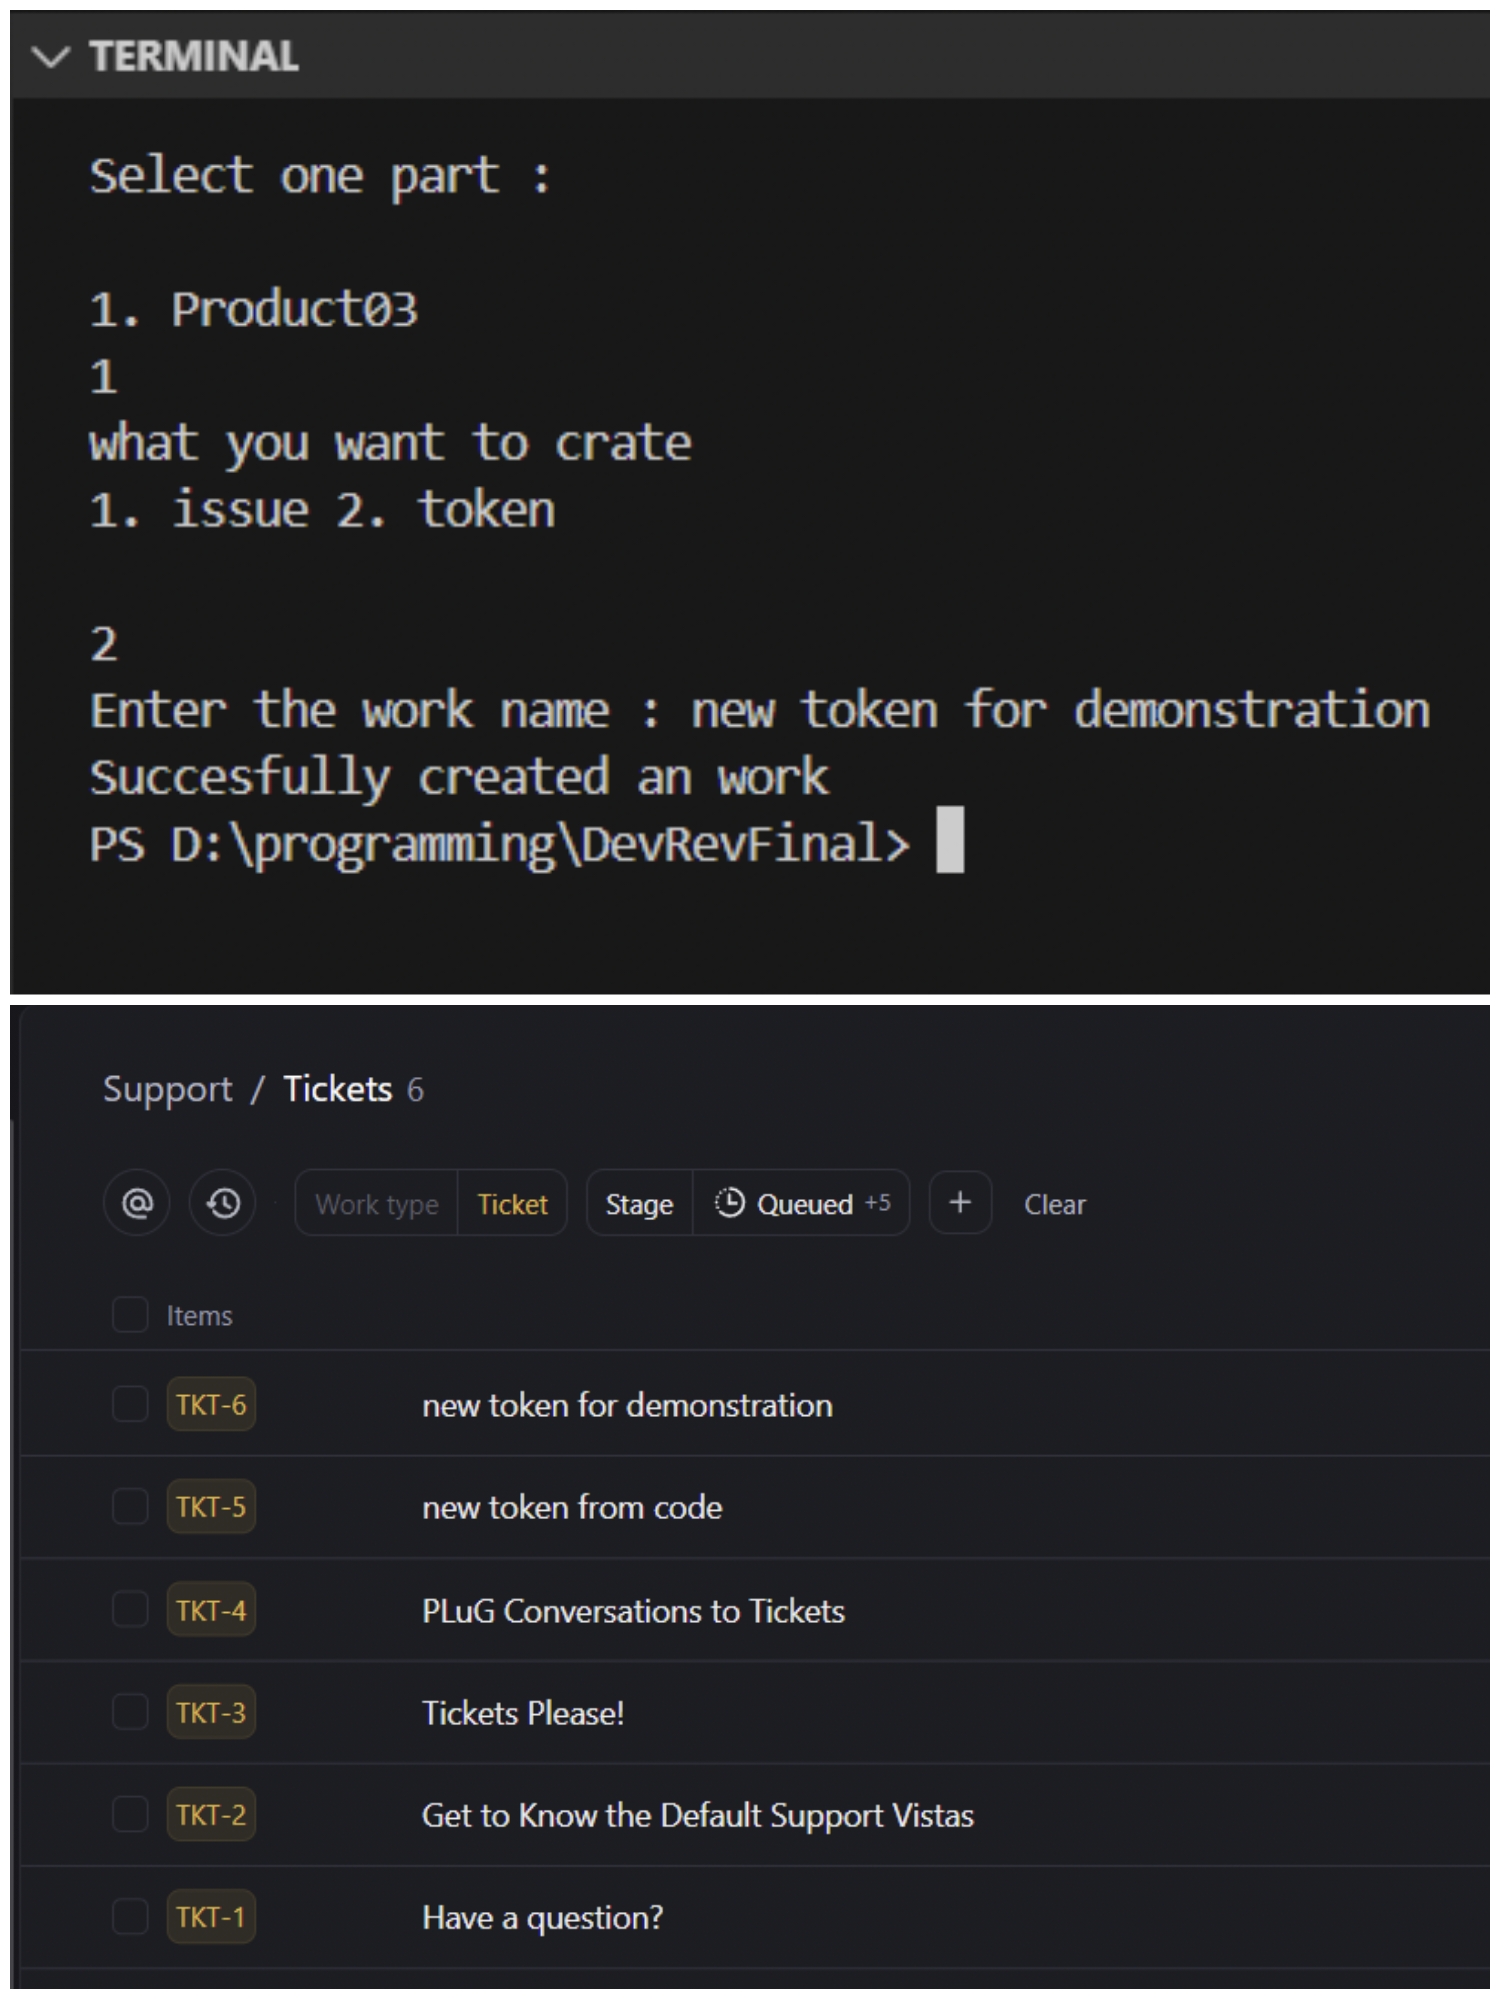 TERMINAL
Select one part :
1. Product03
1
what you want to crate
1. issue 2. token
2
Enter the work name : new token for demonstration
Succesfully created an work
PS D:\programming\DevRevFinal>
Support / Tickets 6
Work type Ticket Stage Queued +5 + Clear
Items
TKT-6 new token for demonstration
TKT-5 new token from code
TKT-4 PLuG Conversations to Tickets
TKT-3 Tickets Please!
TKT-2 Get to Know the Default Support Vistas
TKT-1 Have a question?